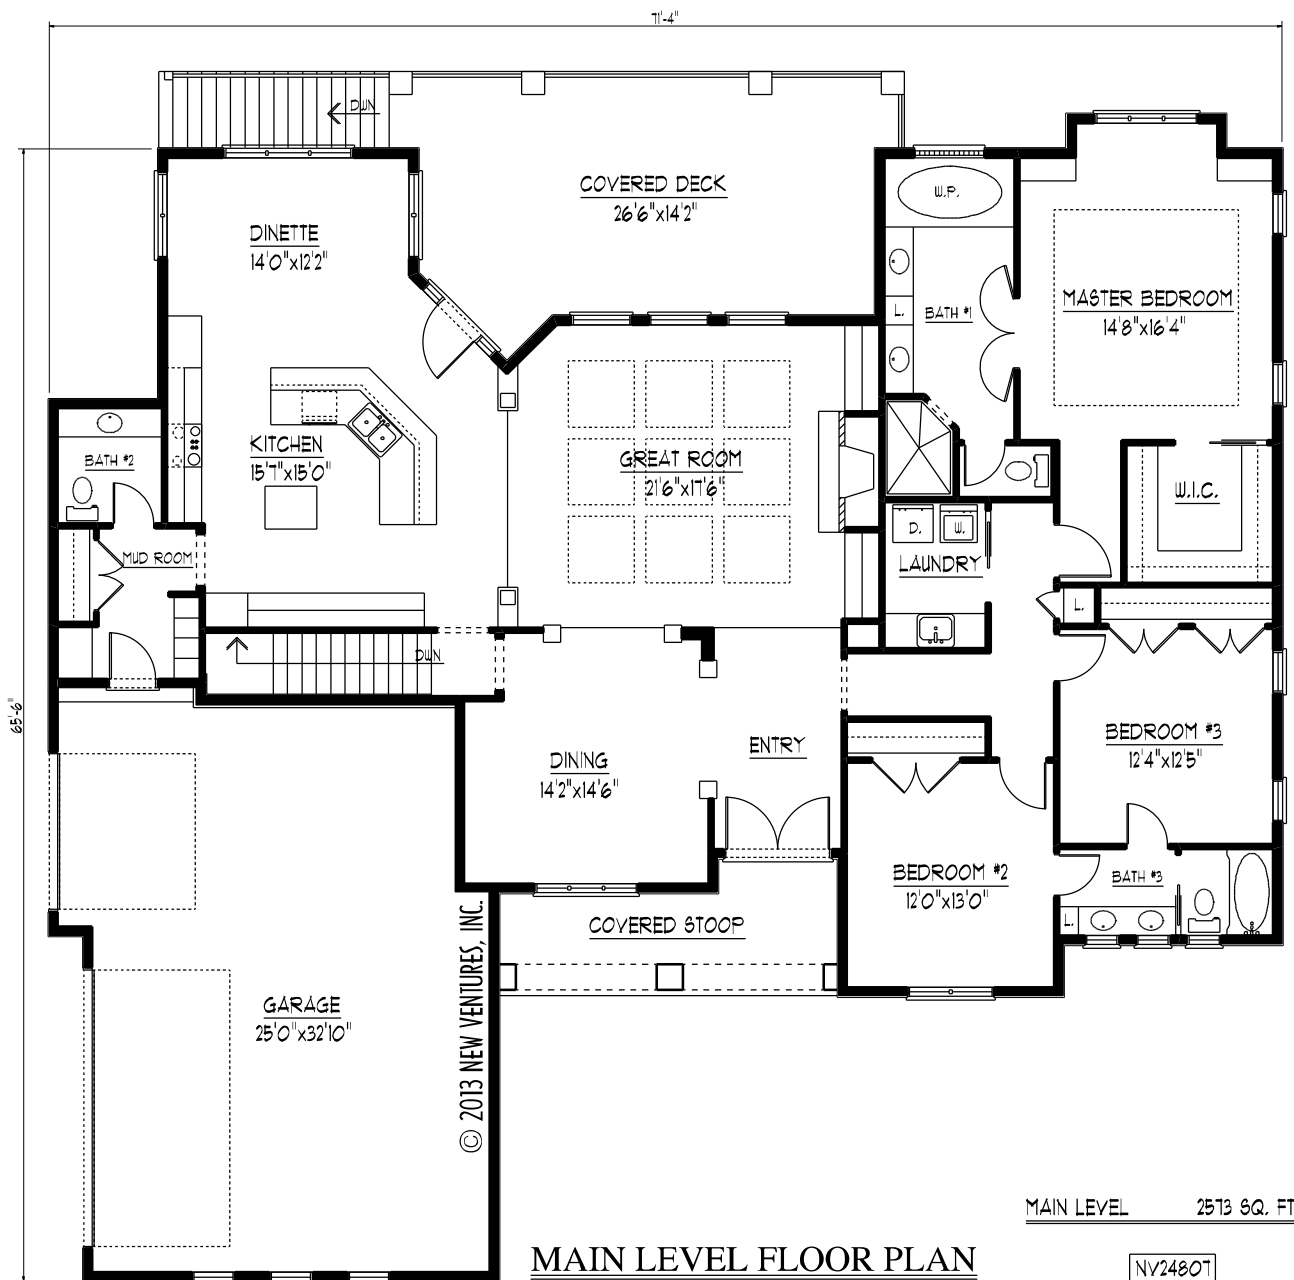 71'-4"
DWN
COVERED DECK
26'6"x14'2"
W.P.
DINETTE
14'0"x12'2"
MASTER BEDROOM
14'8"x16'4"
L.
BATH #1
KITCHEN
15'7"x15'0"
GREAT ROOM
21'6"x17'6"
BATH #2
W.I.C.
D.
W.
MUD ROOM
LAUNDRY
L.
DWN
65'-6"
BEDROOM #3
12'4"x12'5"
ENTRY
DINING
14'2"x14'6"
BEDROOM #2
12'0"x13'0"
BATH #3
L.
COVERED STOOP
GARAGE
25'0"x32'10"
© 2013 NEW VENTURES, INC.
MAIN LEVEL 2573 SQ. FT
MAIN LEVEL FLOOR PLAN
NV24807